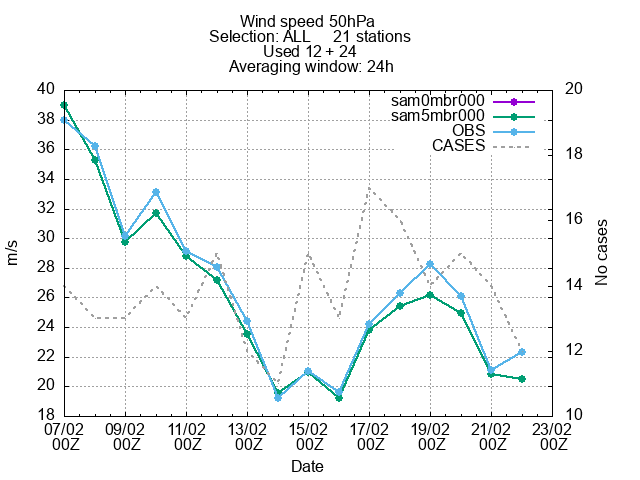 Wind speed 50hPa
Selection: ALL 21 stations
Used 12 + 24
Averaging window: 24h
40
38
36
34
32
30
28
26
24
22
20
18
m/s
20
18
16
14
12
10
No cases
sam0mbr000
sam5mbr000
OBS
CASES
07/02 09/02 11/02 13/02 15/02 17/02 19/02 21/02 23/02
00Z 00Z 00Z 00Z 00Z 00Z 00Z 00Z 00Z
Date